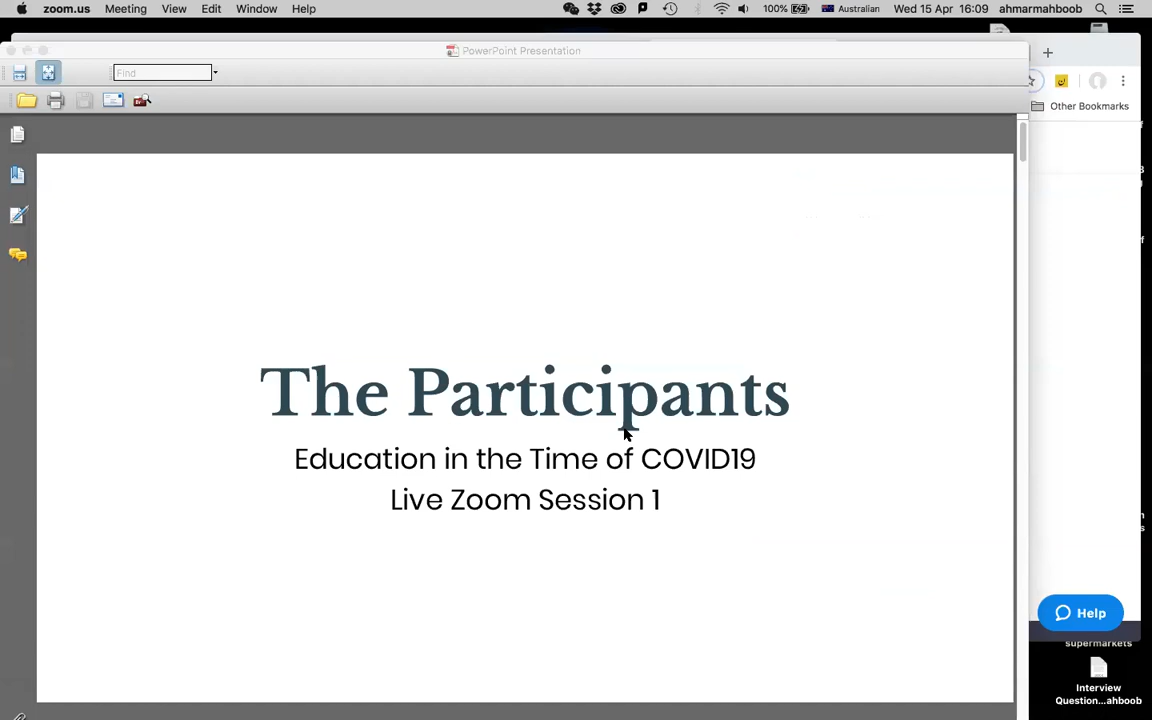 zoom.us Meeting View Edit Window Help 100% Australian Wed 15 Apr 16:09 ahmarmahboob
PowerPoint Presentation
Find
Other Bookmarks
The Participants
Education in the Time of COVID19
Live Zoom Session 1
Help
supermarkets
Interview
Question...ahboob